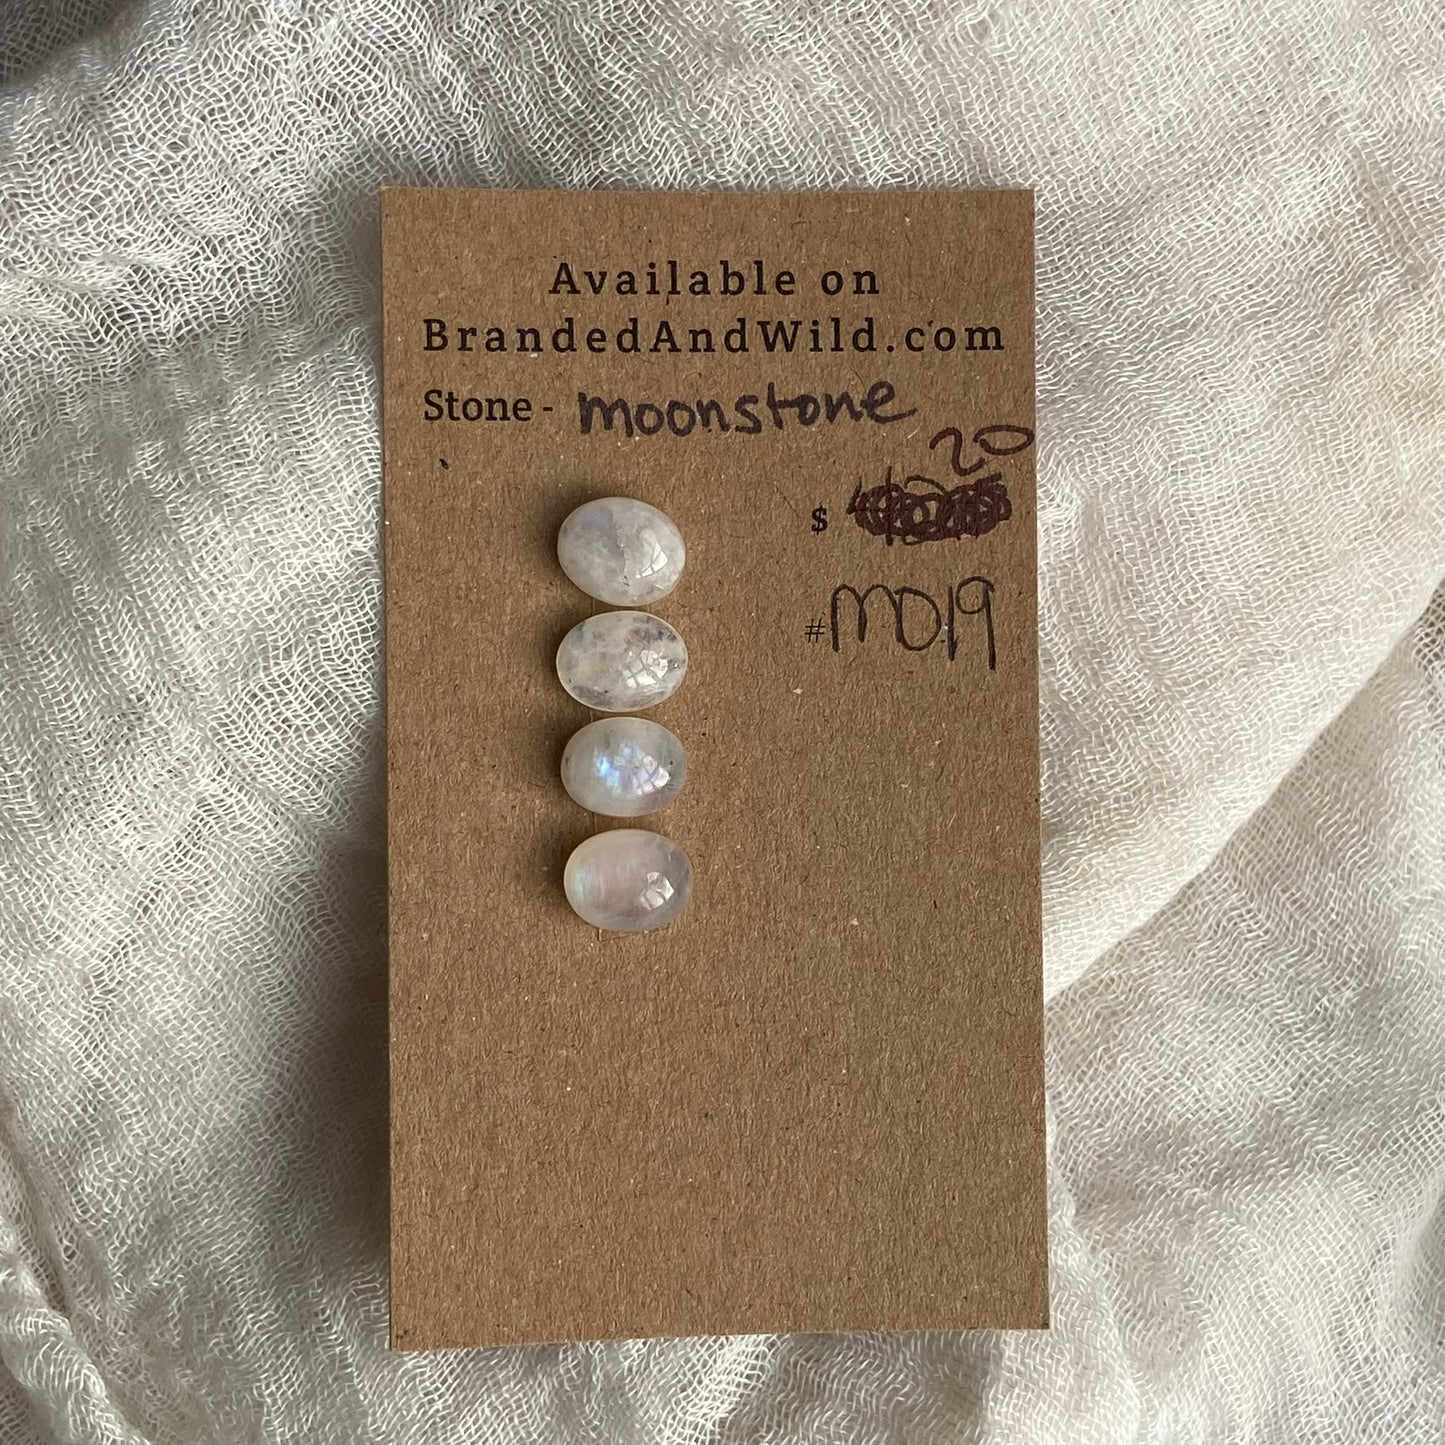 Available on
BrandedAndWild.com
Stone - moonstone
20
$
#MO19